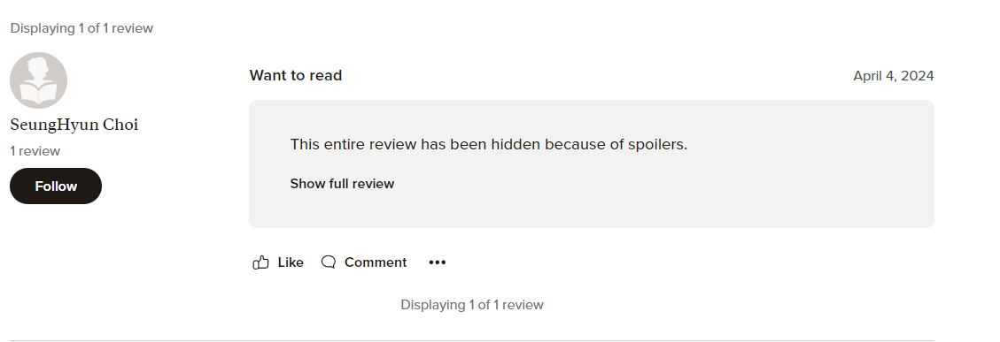 Displaying 1 of 1 review
SeungHyun Choi
1 review
Follow
Want to read
April 4, 2024
This entire review has been hidden because of spoilers.
Show full review
Like
Comment
Displaying 1 of 1 review